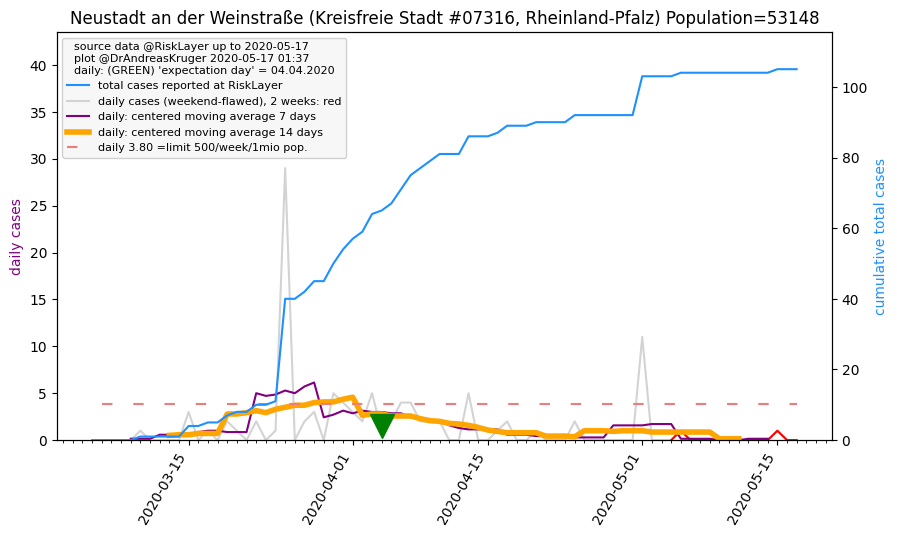 Neustadt an der Weinstraße (Kreisfreie Stadt #07316, Rheinland-Pfalz) Population=53148
source data @RiskLayer up to 2020-05-17
plot @DrAndreasKruger 2020-05-17 01:37
daily: (GREEN) 'expectation day' = 04.04.2020
total cases reported at RiskLayer
daily cases (weekend-flawed), 2 weeks: red
daily: centered moving average 7 days
daily: centered moving average 14 days
daily 3.80 =limit 500/week/1mio pop.
daily cases
40
35
30
25
20
15
10
5
0
cumulative total cases
100
80
60
40
20
0
2020-03-15
2020-04-01
2020-04-15
2020-05-01
2020-05-15